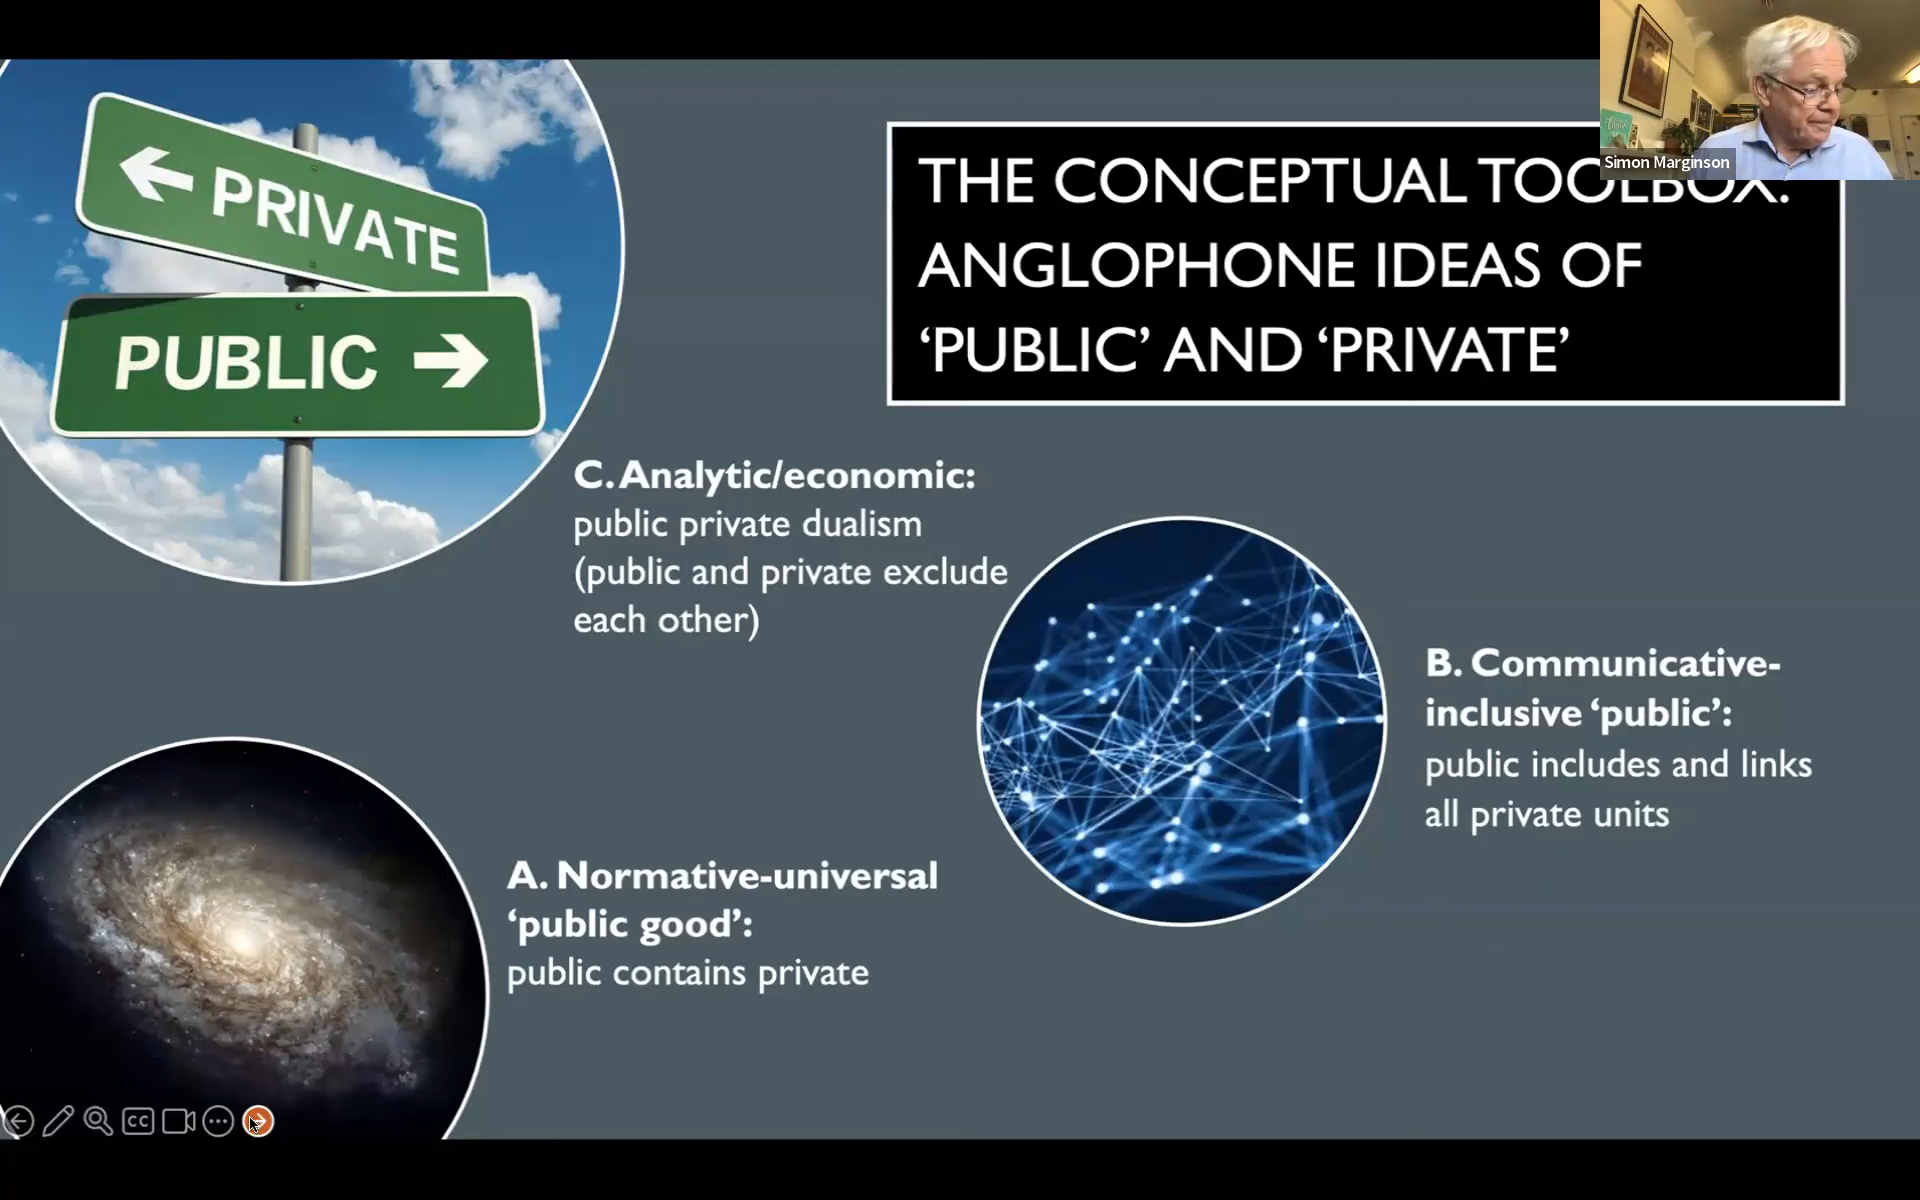 PRIVATE
PUBLIC
Simon Marginson
THE CONCEPTUAL TOOLBOX:
ANGLOPHONE IDEAS OF
‘PUBLIC’ AND ‘PRIVATE’
C. Analytic/economic:
public private dualism
(public and private exclude
each other)
B. Communicative-
inclusive ‘public’:
public includes and links
all private units
A. Normative-universal
‘public good’:
public contains private
CC